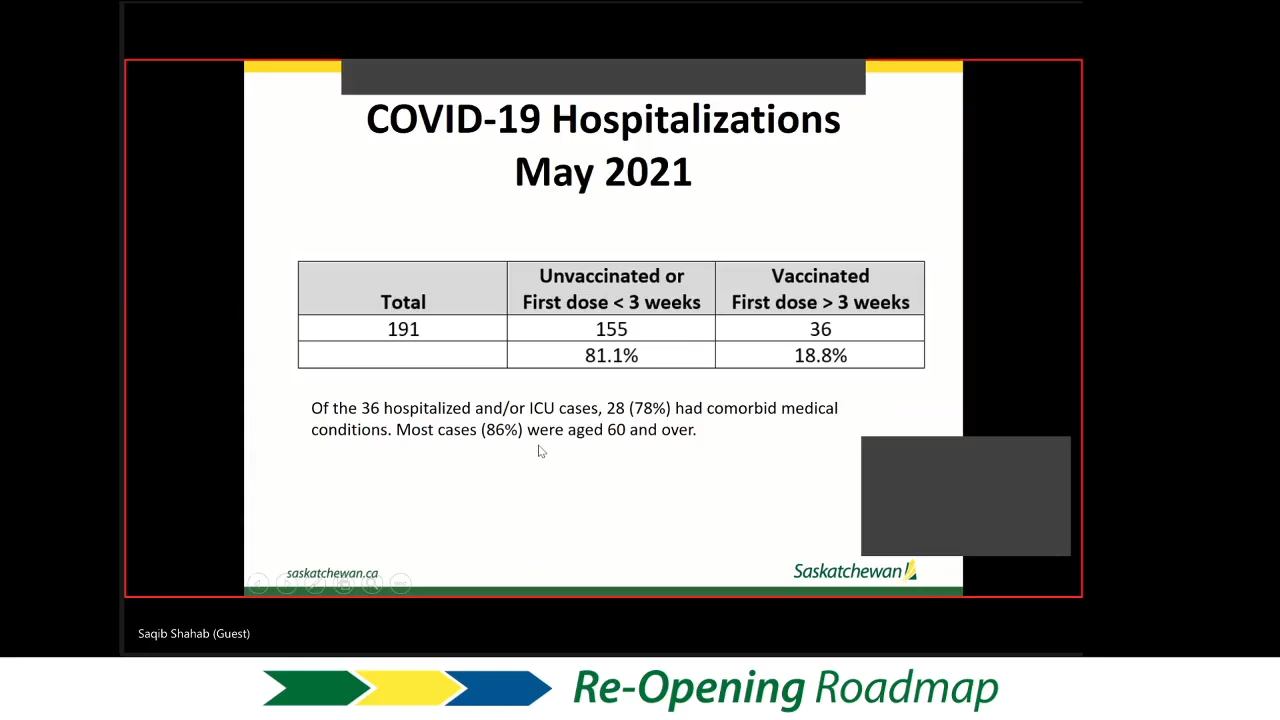 COVID-19 Hospitalizations
May 2021
Total
Unvaccinated or
First dose < 3 weeks
Vaccinated
First dose > 3 weeks
191
155
36
81.1%
18.8%
Of the 36 hospitalized and/or ICU cases, 28 (78%) had comorbid medical
conditions. Most cases (86%) were aged 60 and over.
saskatchewan.ca
Saskatchewan
Saqib Shahab (Guest)
Re-Opening Roadmap